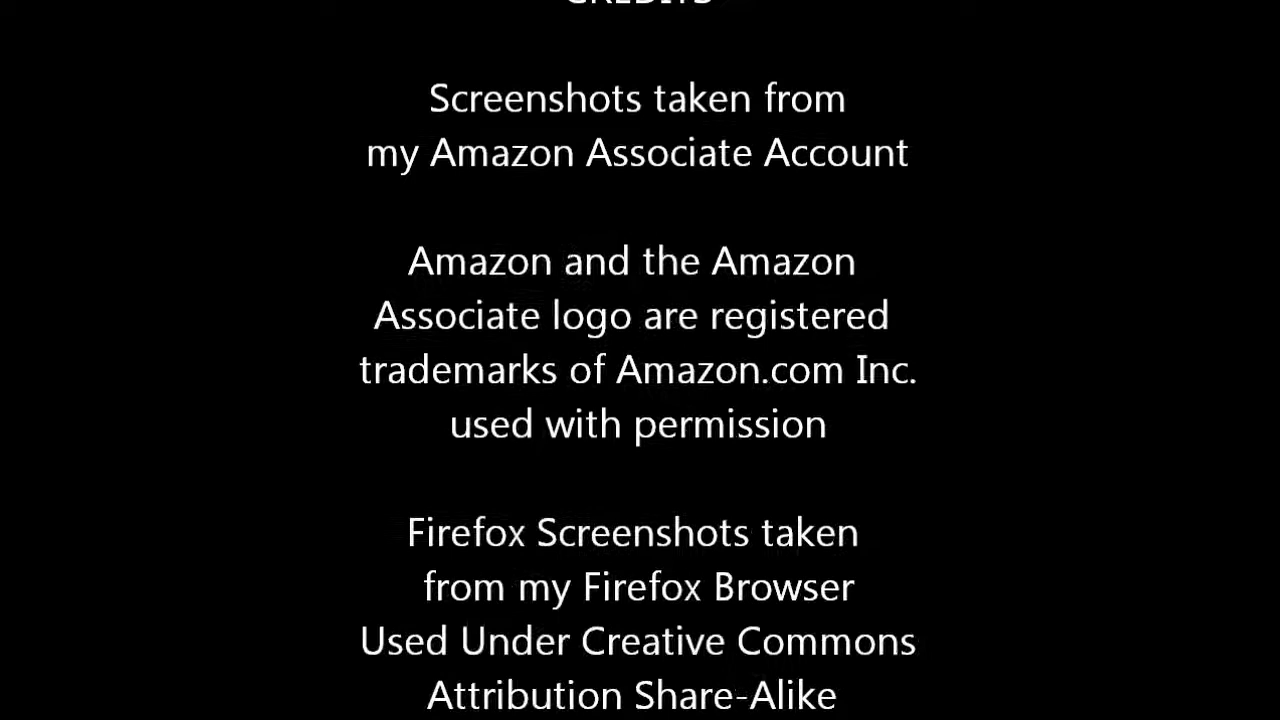 CREDITS
Screenshots taken from
my Amazon Associate Account
Amazon and the Amazon
Associate logo are registered
trademarks of Amazon.com Inc.
used with permission
Firefox Screenshots taken
from my Firefox Browser
Used Under Creative Commons
Attribution Share-Alike